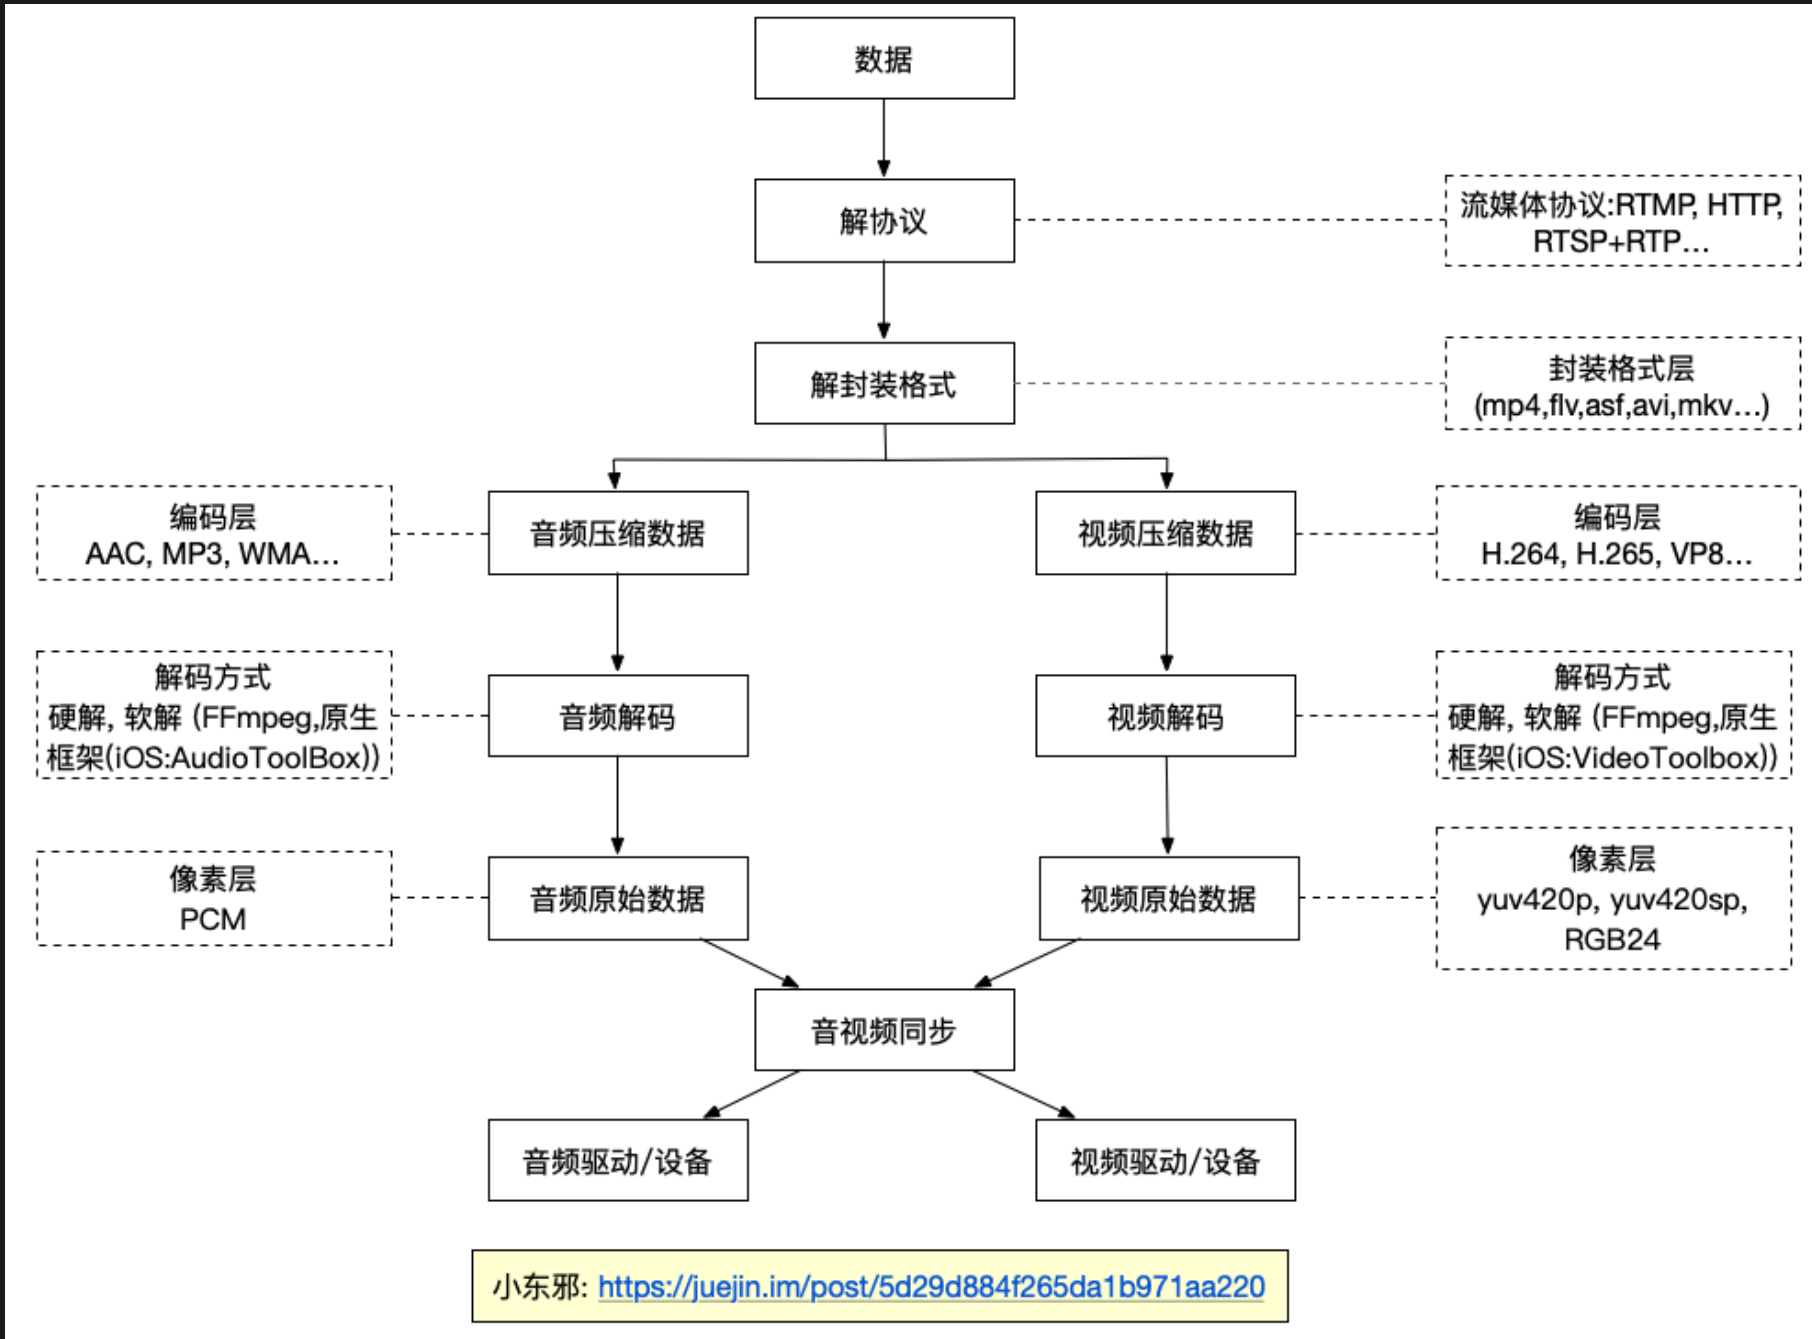 数据
解协议
流媒体协议:RTMP, HTTP,
RTSP+RTP...
解封装格式
封装格式层
(mp4,flv,asf,avi,mkv...)
编码层
AAC, MP3, WMA...
音频压缩数据
视频压缩数据
编码层
H.264, H.265, VP8...
解码方式
硬解, 软解 (FFmpeg,原生
框架(iOS:AudioToolBox))
音频解码
视频解码
解码方式
硬解, 软解 (FFmpeg,原生
框架(iOS:VideoToolbox))
像素层
PCM
音频原始数据
视频原始数据
像素层
yuv420p, yuv420sp,
RGB24
音视频同步
音频驱动/设备
视频驱动/设备
小东邪: https://juejin.im/post/5d29d884f265da1b971aa220